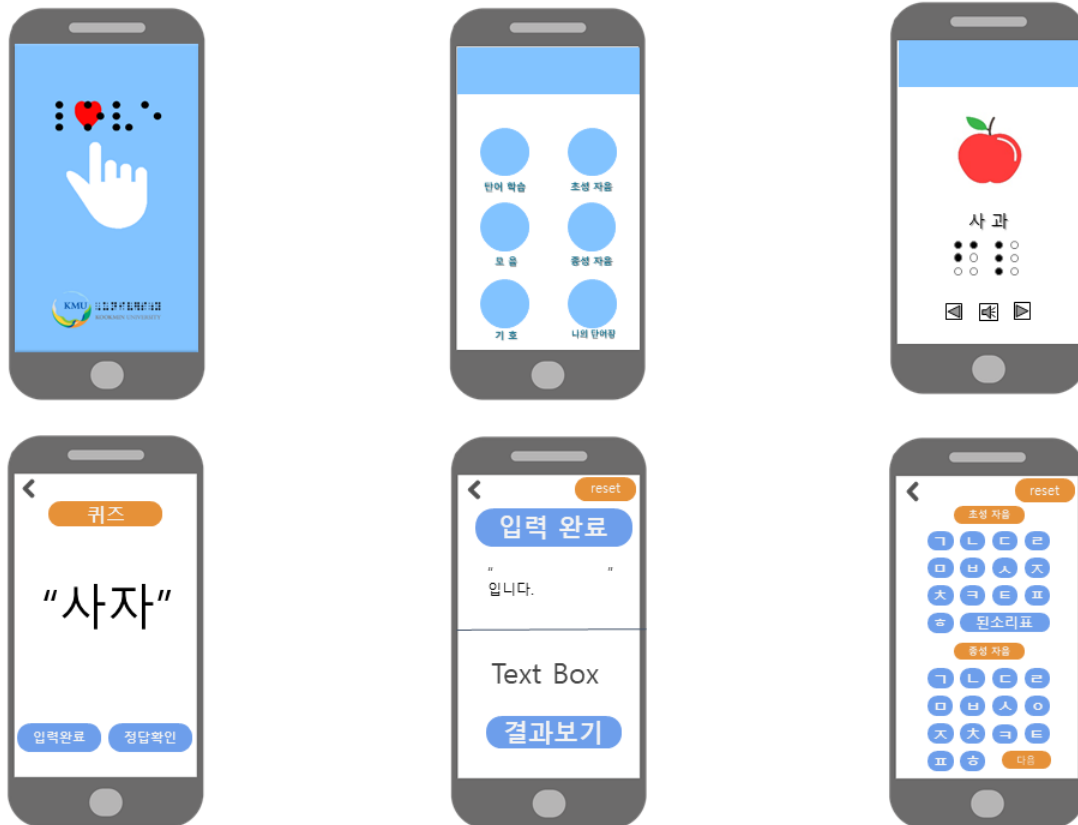 KMU
KOOKMIN UNIVERSITY
단어 학습
초성 자음
모 음
종성 자음
기 호
나의 단어장
사 과
퀴즈
“사자”
입력완료
정답확인
reset
입력 완료
“ ”
입니다.
Text Box
결과보기
reset
초성 자음
ㄱ ㄴ ㄷ ㄹ
ㅁ ㅂ ㅅ ㅈ
ㅊ ㅋ ㅌ ㅍ
ㅎ 된소리표
종성 자음
ㄱ ㄴ ㄷ ㄹ
ㅁ ㅂ ㅅ ㅇ
ㅈ ㅊ ㅋ ㅌ
ㅍ ㅎ 다음